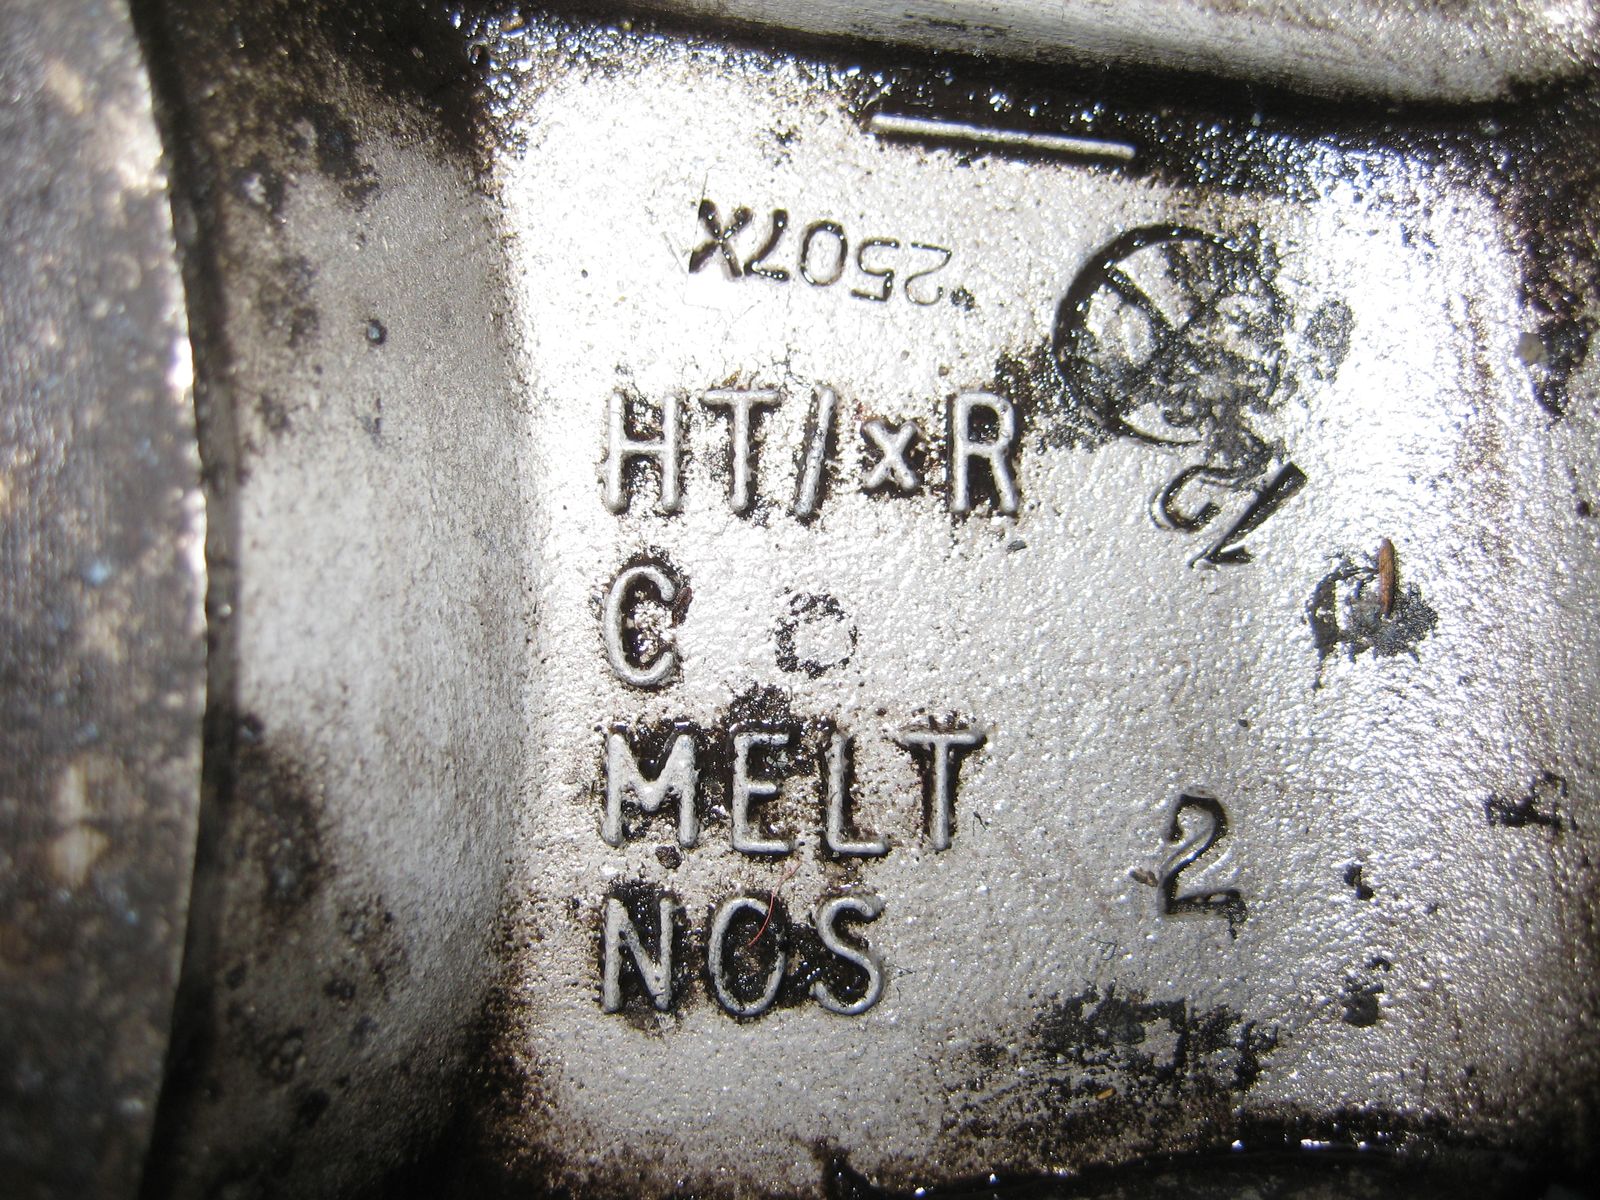 2507X
HT/xR
C
MELT
2
NOS